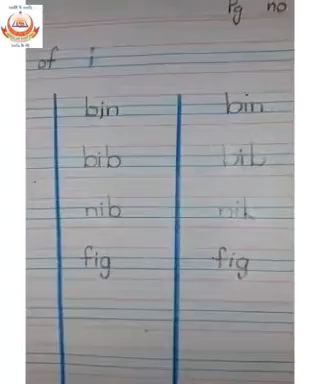 Pg no
of i
bin bin
bib bib
nib nib
fig fig